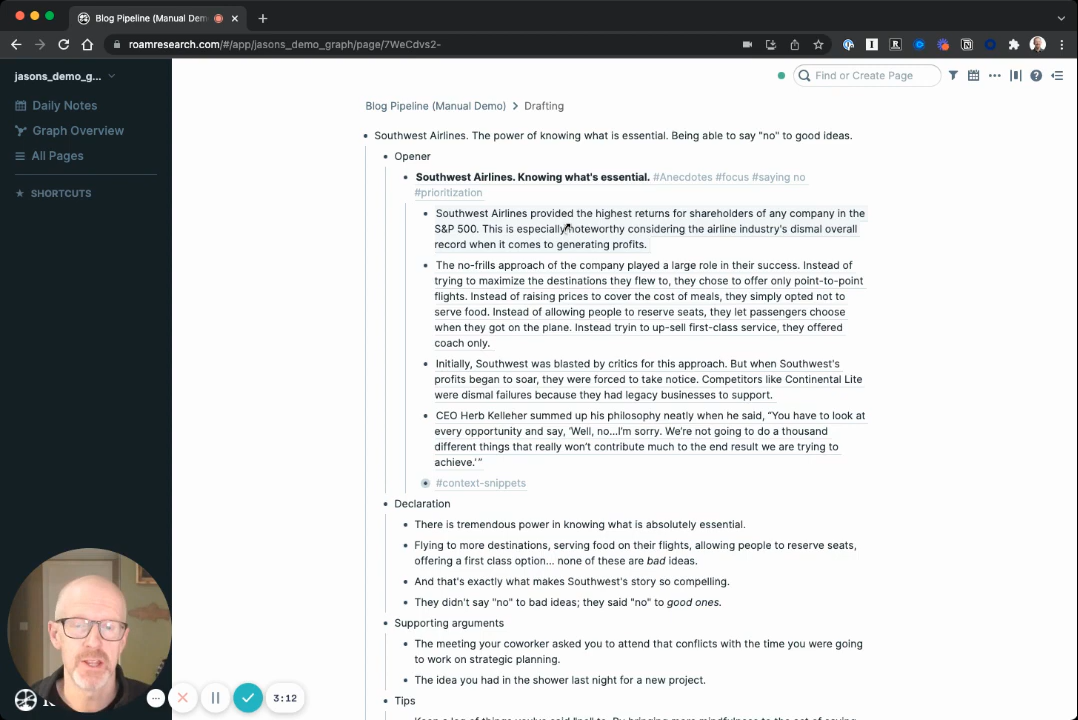 Blog Pipeline (Manual Dem
roamresearch.com/#/app/jasons_demo_graph/page/7WeCdvs2-
jasons_demo_g...
Find or Create Page
Daily Notes
Graph Overview
All Pages
SHORTCUTS
Blog Pipeline (Manual Demo) > Drafting
Southwest Airlines. The power of knowing what is essential. Being able to say "no" to good ideas.
Opener
Southwest Airlines. Knowing what's essential. #Anecdotes #focus #saying no
#prioritization
Southwest Airlines provided the highest returns for shareholders of any company in the
S&P 500. This is especially noteworthy considering the airline industry's dismal overall
record when it comes to generating profits.
The no-frills approach of the company played a large role in their success. Instead of
trying to maximize the destinations they flew to, they chose to offer only point-to-point
flights. Instead of raising prices to cover the cost of meals, they simply opted not to
serve food. Instead of allowing people to reserve seats, they let passengers choose
when they got on the plane. Instead tryin to up-sell first-class service, they offered
coach only.
Initially, Southwest was blasted by critics for this approach. But when Southwest's
profits began to soar, they were forced to take notice. Competitors like Continental Lite
were dismal failures because they had legacy businesses to support.
CEO Herb Kelleher summed up his philosophy neatly when he said, “You have to look at
every opportunity and say, ‘Well, no...I’m sorry. We’re not going to do a thousand
different things that really won’t contribute much to the end result we are trying to
achieve.’”
#context-snippets
Declaration
There is tremendous power in knowing what is absolutely essential.
Flying to more destinations, serving food on their flights, allowing people to reserve seats,
offering a first class option... none of these are bad ideas.
And that's exactly what makes Southwest's story so compelling.
They didn't say "no" to bad ideas; they said "no" to good ones.
Supporting arguments
The meeting your coworker asked you to attend that conflicts with the time you were going
to work on strategic planning.
The idea you had in the shower last night for a new project.
Tips
Keep a log of things you've said "no" to. By bringing more mindfulness to the act of saying
3:12